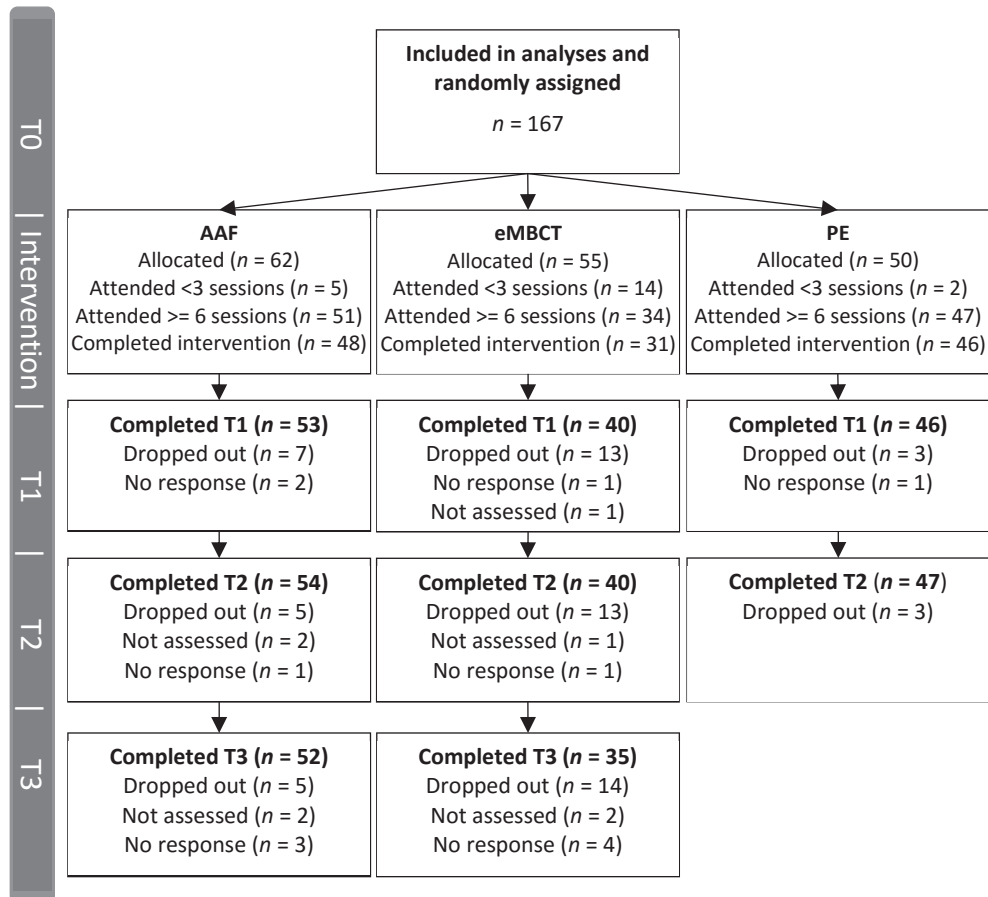 Included in analyses and
randomly assigned
n = 167
T0
Intervention
AAF
Allocated (n = 62)
Attended <3 sessions (n = 5)
Attended >= 6 sessions (n = 51)
Completed intervention (n = 48)
eMBCT
Allocated (n = 55)
Attended <3 sessions (n = 14)
Attended >= 6 sessions (n = 34)
Completed intervention (n = 31)
PE
Allocated (n = 50)
Attended <3 sessions (n = 2)
Attended >= 6 sessions (n = 47)
Completed intervention (n = 46)
T1
Completed T1 (n = 53)
Dropped out (n = 7)
No response (n = 2)
Completed T1 (n = 40)
Dropped out (n = 13)
No response (n = 1)
Not assessed (n = 1)
Completed T1 (n = 46)
Dropped out (n = 3)
No response (n = 1)
T2
Completed T2 (n = 54)
Dropped out (n = 5)
Not assessed (n = 2)
No response (n = 1)
Completed T2 (n = 40)
Dropped out (n = 13)
Not assessed (n = 1)
No response (n = 1)
Completed T2 (n = 47)
Dropped out (n = 3)
T3
Completed T3 (n = 52)
Dropped out (n = 5)
Not assessed (n = 2)
No response (n = 3)
Completed T3 (n = 35)
Dropped out (n = 14)
Not assessed (n = 2)
No response (n = 4)